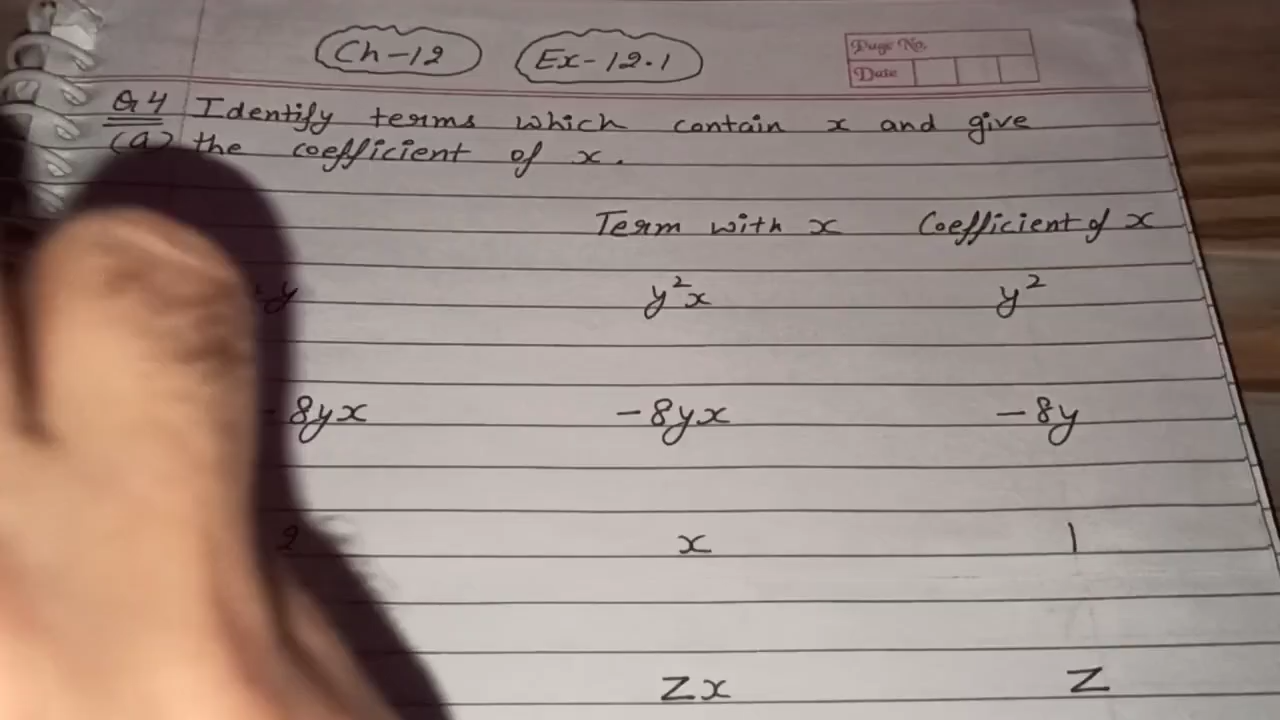 Ch-12 Ex-12.1 Page No.
Date
Q4 Identify terms which contain x and give
(a) the coefficient of x.
Term with x Coefficient of x
y y²x y²
- 8yx -8yx -8y
2 x 1
zx z